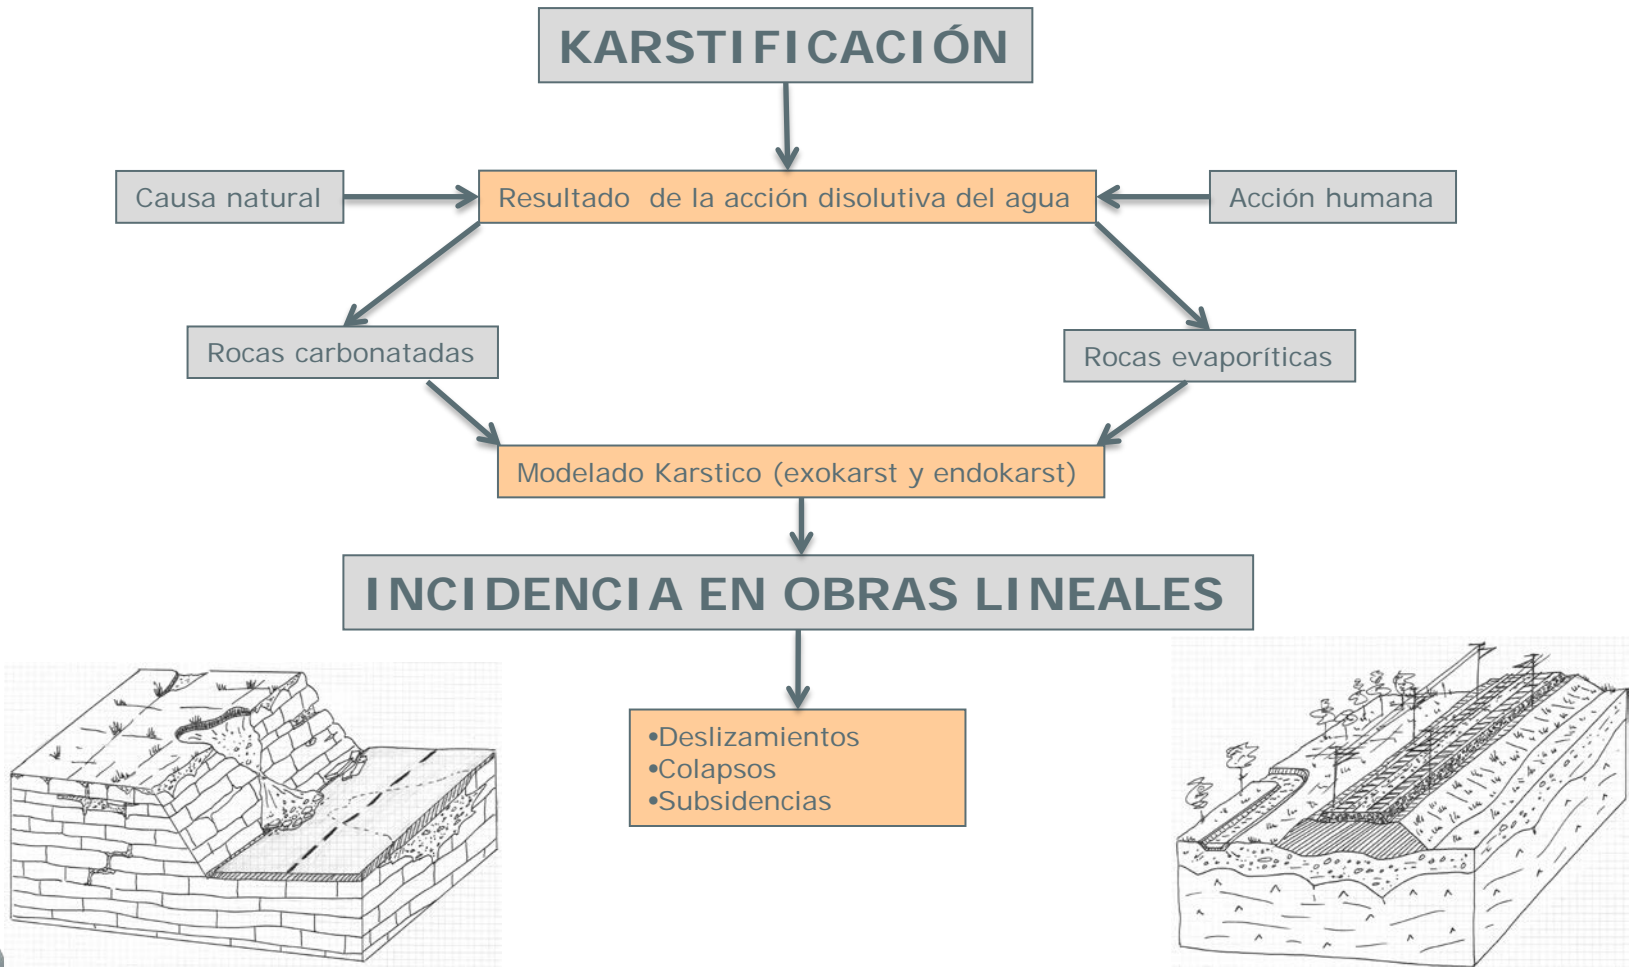 KARSTIFICACIÓN
Causa natural
Resultado de la acción disolutiva del agua
Acción humana
Rocas carbonatadas
Rocas evaporíticas
Modelado Karstico (exokarst y endokarst)
INCIDENCIA EN OBRAS LINEALES
•Deslizamientos
•Colapsos
•Subsidencias